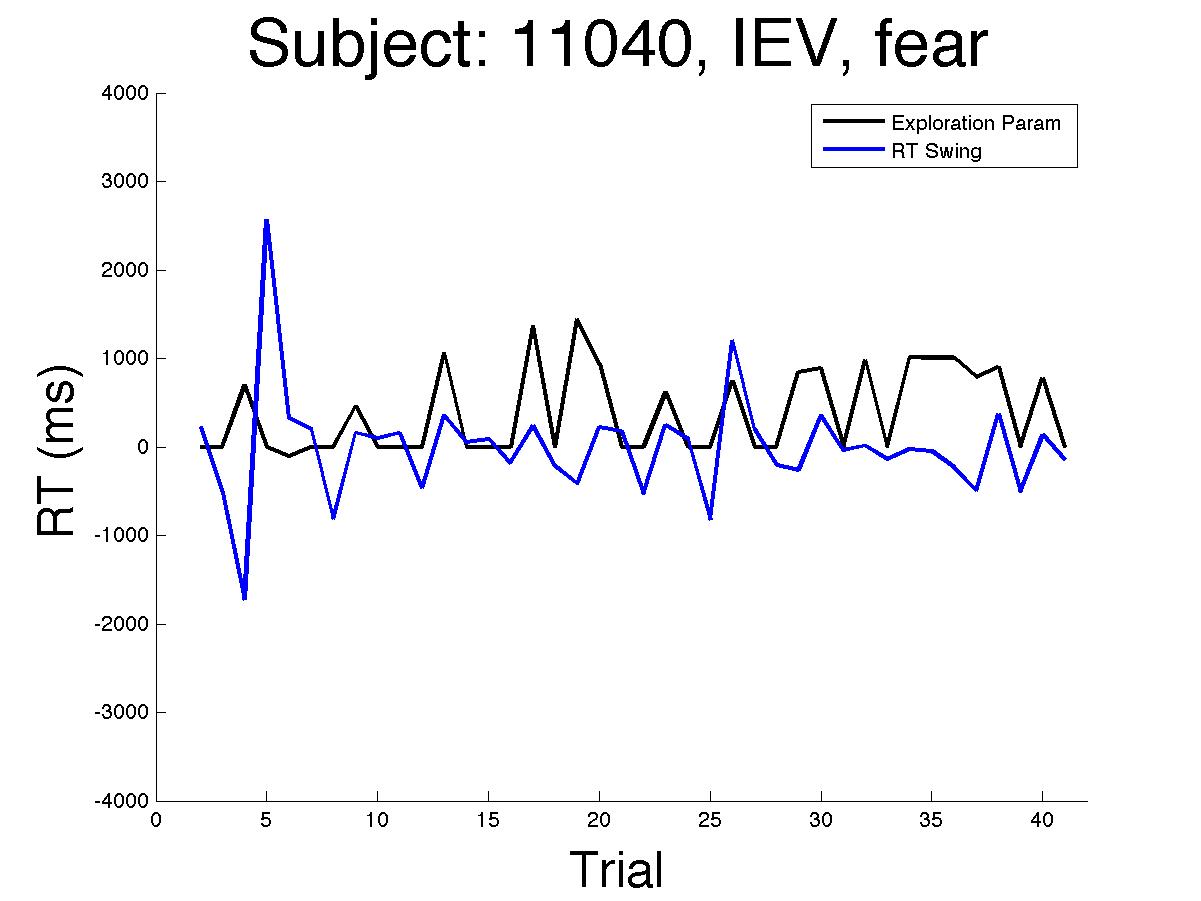 Subject: 11040, IEV, fear
Exploration Param
RT Swing
4000
3000
2000
1000
0
-1000
-2000
-3000
-4000
RT (ms)
0 5 10 15 20 25 30 35 40
Trial